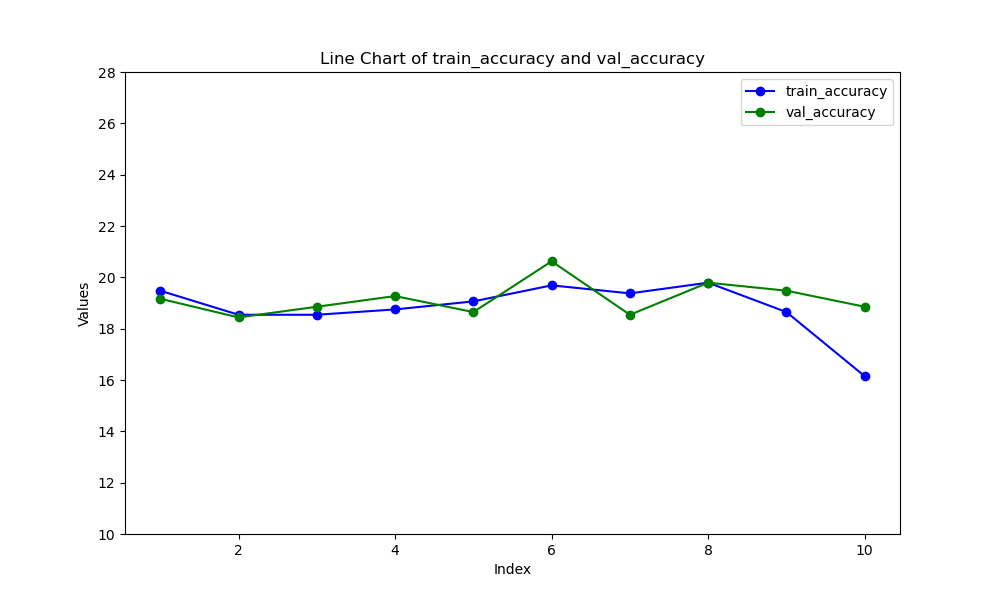 Line Chart of train_accuracy and val_accuracy
train_accuracy
val_accuracy
28
26
24
22
20
18
16
14
12
10
Values
2 4 6 8 10
Index